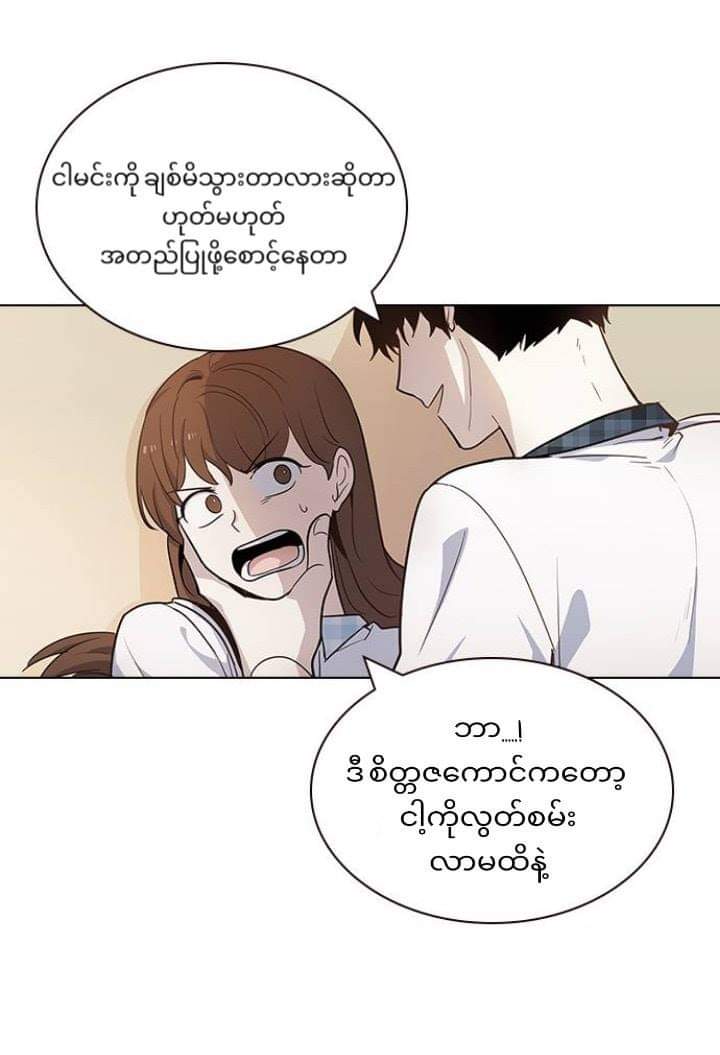 ငါမင်းကို ချစ်မိသွားတာလားဆိုတာ
ဟုတ်မဟုတ်
အတည်ပြုဖို့စောင့်နေတာ
ဘာ.....!
ဒီစိတ္တဇကောင်ကတော့
ငါ့ကိုလွတ်စမ်း
လာမထိနဲ့